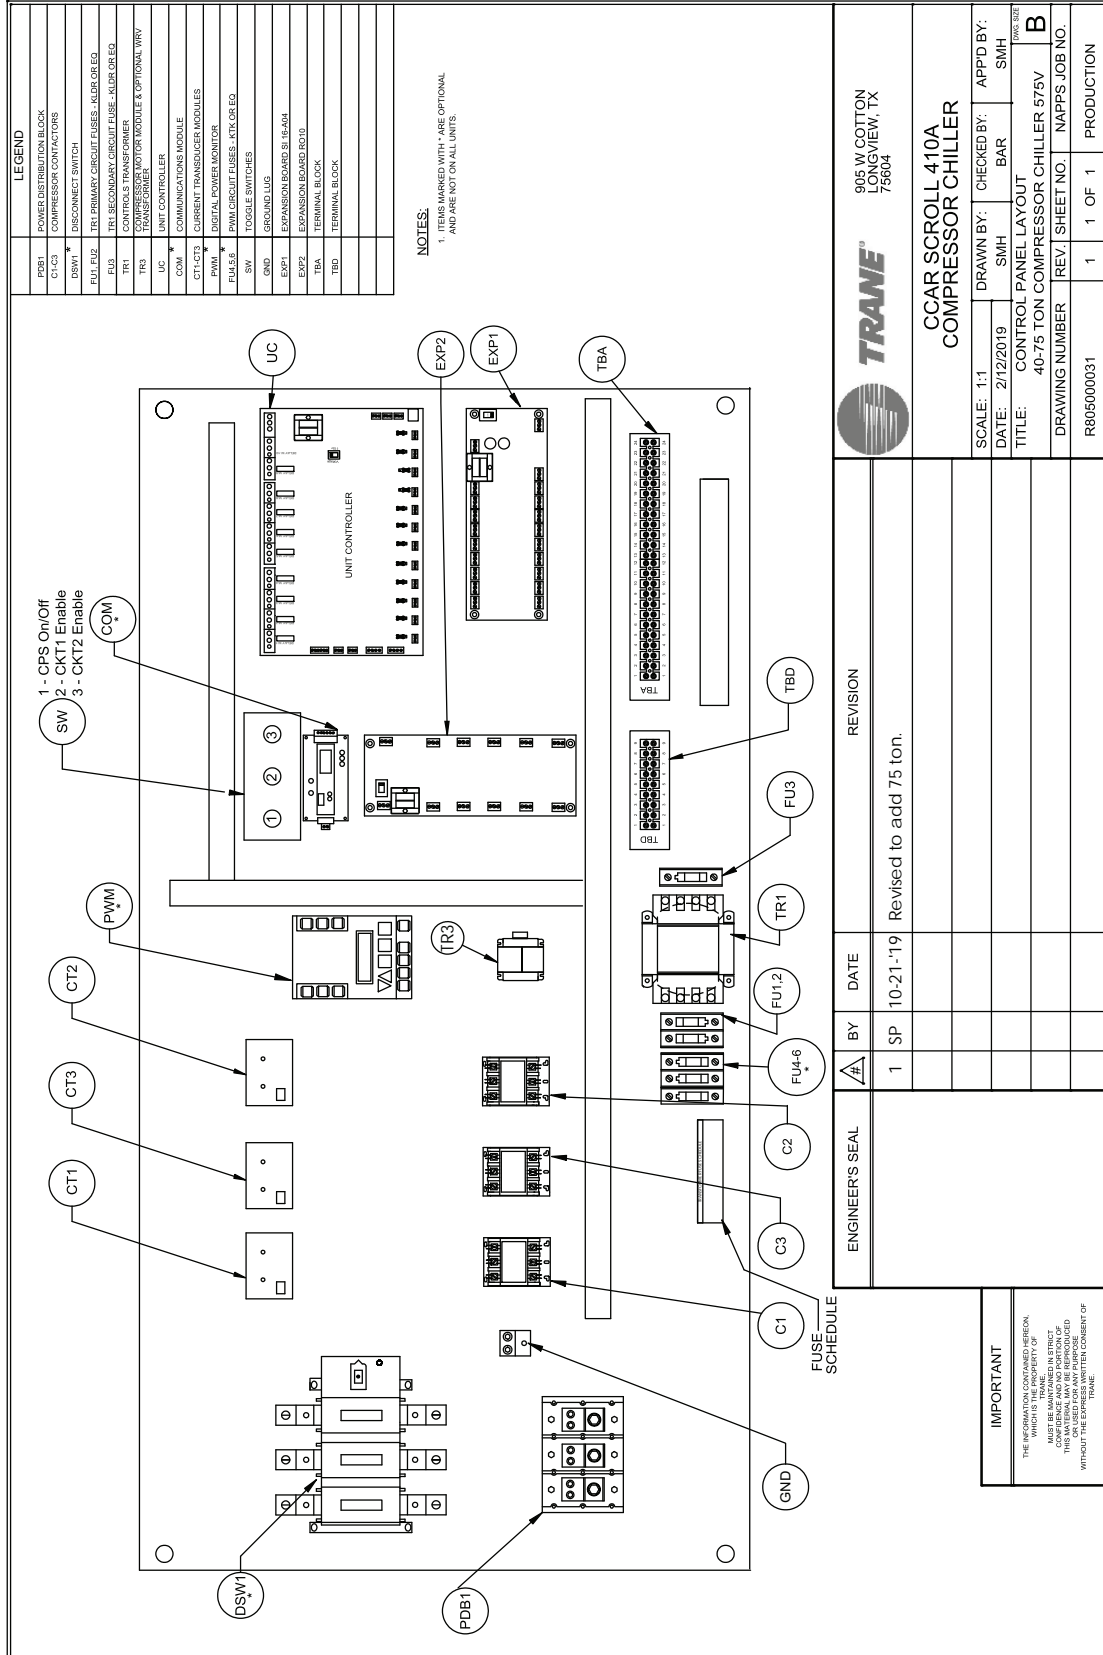 LEGEND
PDB1 POWER DISTRIBUTION BLOCK
C1-C3 COMPRESSOR CONTACTORS
DSW1 * DISCONNECT SWITCH
FU1, FU2 TR1 PRIMARY CIRCUIT FUSES - KLDR OR EQ
FU3 TR1 SECONDARY CIRCUIT FUSE - KLDR OR EQ
TR1 CONTROLS TRANSFORMER
TR3 COMPRESSOR MOTOR MODULE & OPTIONAL WRV
TRANSFORMER
UC UNIT CONTROLLER
COM * COMMUNICATIONS MODULE
CT1-CT3 CURRENT TRANSDUCER MODULES
PWM * DIGITAL POWER MONITOR
FU4,5,6 * PWM CIRCUIT FUSES - KTK OR EQ
SW TOGGLE SWITCHES
GND GROUND LUG
EXP1 EXPANSION BOARD SI 16-A04
EXP2 EXPANSION BOARD RO10
TBA TERMINAL BLOCK
TBD TERMINAL BLOCK
NOTES:
1. ITEMS MARKED WITH * ARE OPTIONAL
AND ARE NOT ON ALL UNITS.
1 - CPS On/Off
2 - CKT1 Enable
3 - CKT2 Enable
SW
COM
*
UC
EXP2
EXP1
TBA
TBD
FU3
TR1
FU1,2
FU4-6
*
C2
C3
C1
GND
PDB1
DSW1
*
CT1
CT3
CT2
PWM
*
TR3
1
2
3
UNIT CONTROLLER
TBA
TBD
FUSE
SCHEDULE
TRANE®
905 W COTTON
LONGVIEW, TX
75604
CCAR SCROLL 410A
COMPRESSOR CHILLER
SCALE: 1:1
DATE: 2/12/2019
DRAWN BY:
SMH
CHECKED BY:
BAR
APP'D BY:
SMH
TITLE: CONTROL PANEL LAYOUT
40-75 TON COMPRESSOR CHILLER 575V
DWG. SIZE
B
DRAWING NUMBER REV. SHEET NO. NAPPS JOB NO.
R805000031 1 1 OF 1 PRODUCTION
# BY DATE REVISION
1 SP 10-21-'19 Revised to add 75 ton.
ENGINEER'S SEAL
IMPORTANT
THE INFORMATION CONTAINED HEREON,
WHICH IS THE PROPERTY OF
TRANE,
MUST BE MAINTAINED IN STRICT
CONFIDENCE AND NO PORTION OF
THIS MATERIAL MAY BE REPRODUCED
OR USED FOR ANY PURPOSE
WITHOUT THE EXPRESS WRITTEN CONSENT OF
TRANE.